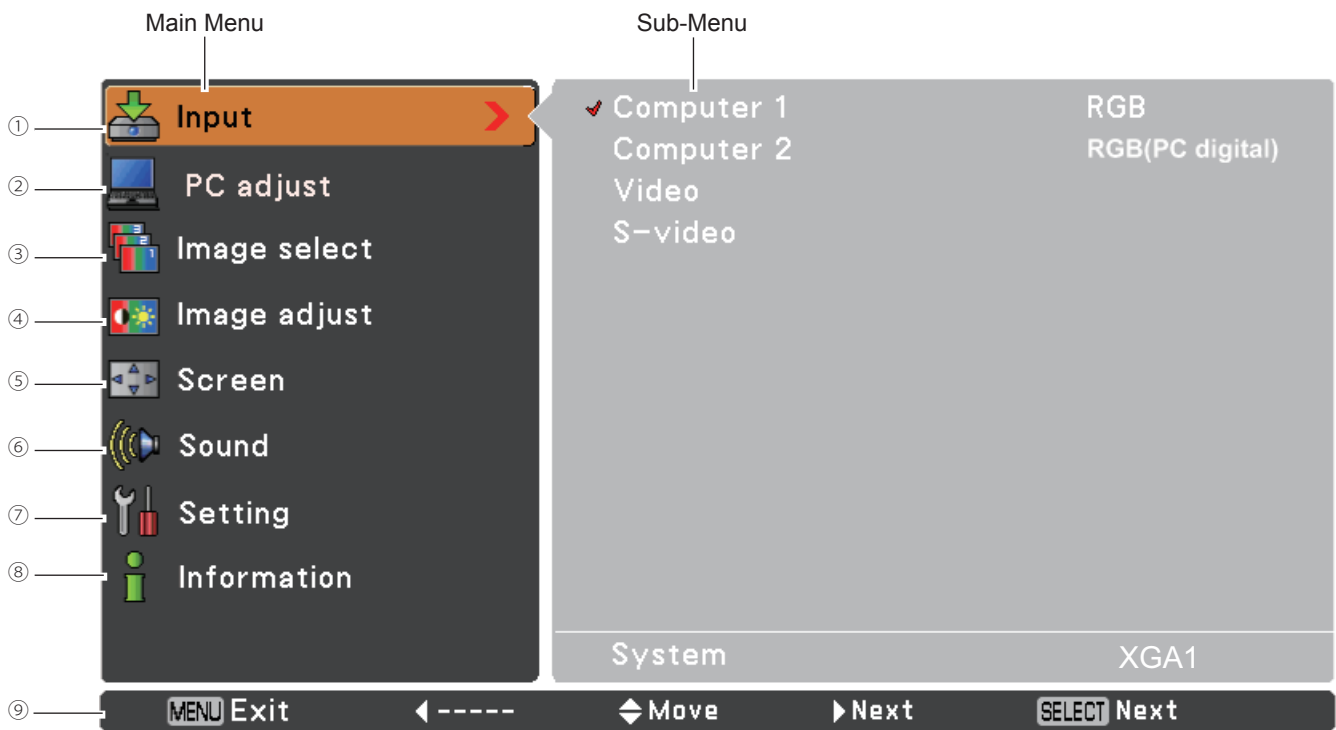 Main Menu Sub-Menu
① Input ✓ Computer 1 RGB
Computer 2 RGB(PC digital)
② PC adjust
Video
S-video
③ Image select
④ Image adjust
⑤ Screen
⑥ Sound
⑦ Setting
⑧ Information
System XGA1
⑨ MENU Exit ◀ ----- Move ▶ Next SELECT Next